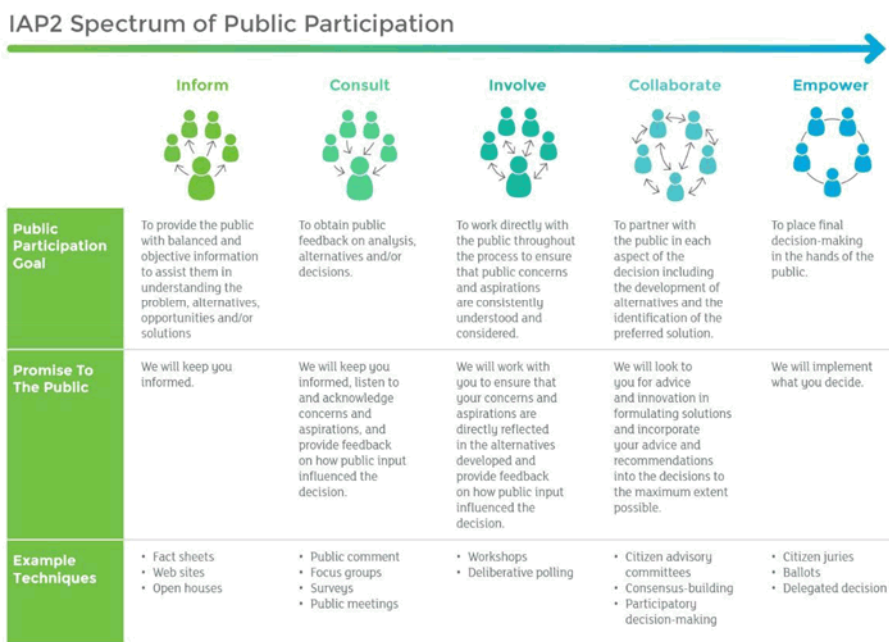 IAP2 Spectrum of Public Participation
Inform
Consult
Involve
Collaborate
Empower
Public
Participation
Goal
To provide the public
with balanced and
objective information
to assist them in
understanding the
problem, alternatives,
opportunities and/or
solutions
To obtain public
feedback on analysis,
alternatives and/or
decisions.
To work directly with
the public throughout
the process to ensure
that public concerns
and aspirations
are consistently
understood and
considered.
To partner with
the public in each
aspect of the
decision including
the development of
alternatives and the
identification of the
preferred solution.
To place final
decision-making
in the hands of the
public.
Promise To
The Public
We will keep you
informed.
We will keep you
informed, listen to
and acknowledge
concerns and
aspirations, and
provide feedback
on how public input
influenced the
decision.
We will work with
you to ensure that
your concerns and
aspirations are
directly reflected
in the alternatives
developed and
provide feedback
on how public input
influenced the
decision.
We will look to
you for advice
and innovation in
formulating solutions
and incorporate
your advice and
recommendations
into the decisions to
the maximum extent
possible.
We will implement
what you decide.
Example
Techniques
• Fact sheets
• Web sites
• Open houses
• Public comment
• Focus groups
• Surveys
• Public meetings
• Workshops
• Deliberative polling
• Citizen advisory
committees
• Consensus-building
• Participatory
decision-making
• Citizen juries
• Ballots
• Delegated decision